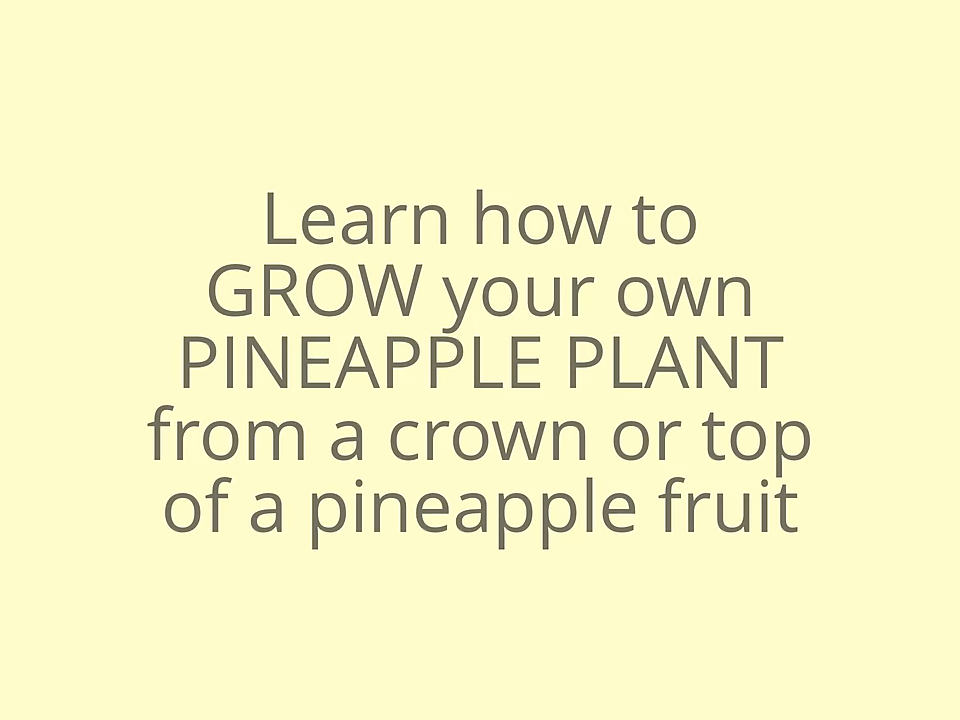 Learn how to
GROW your own
PINEAPPLE PLANT
from a crown or top
of a pineapple fruit